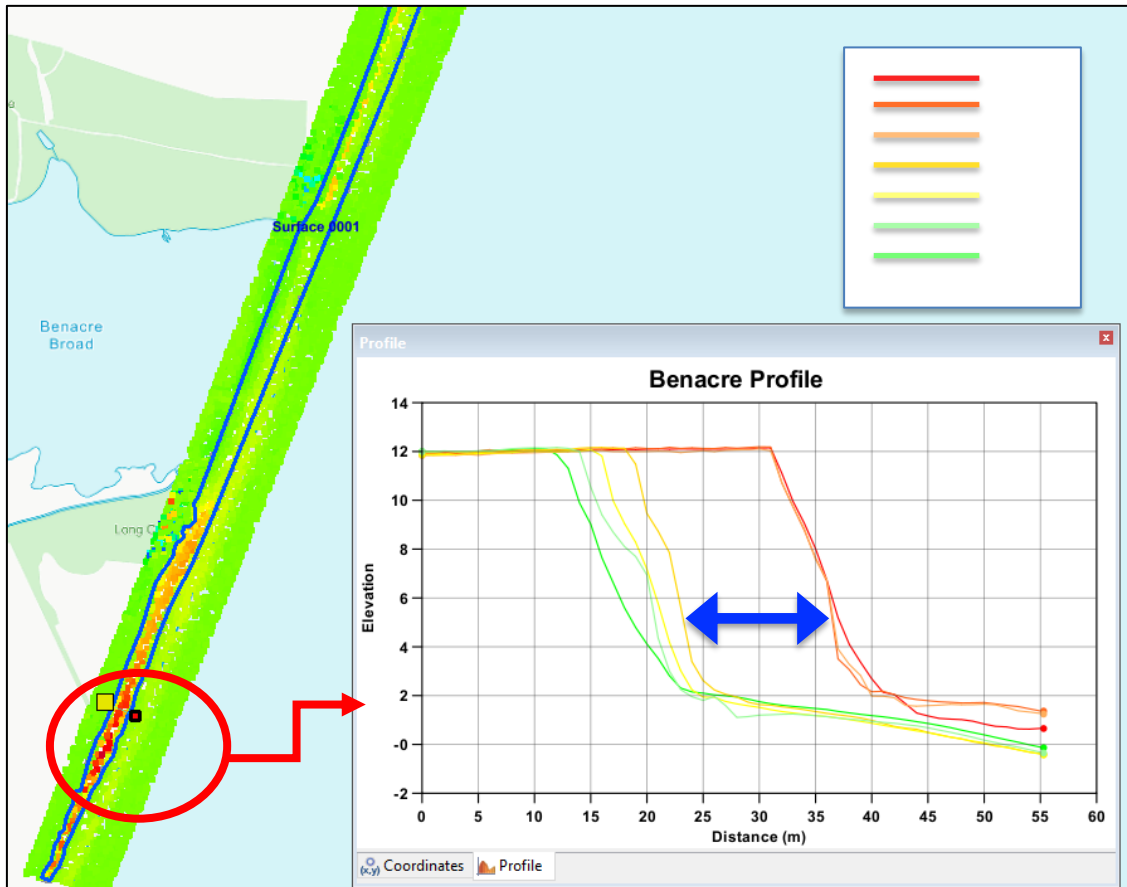 Surface 0001
Benacre
Broad
Lang C
Profile
Benacre Profile
14
12
10
8
6
4
2
-0
-2
Elevation
0 5 10 15 20 25 30 35 40 45 50 55 60
Distance (m)
(x,y) Coordinates
Profile